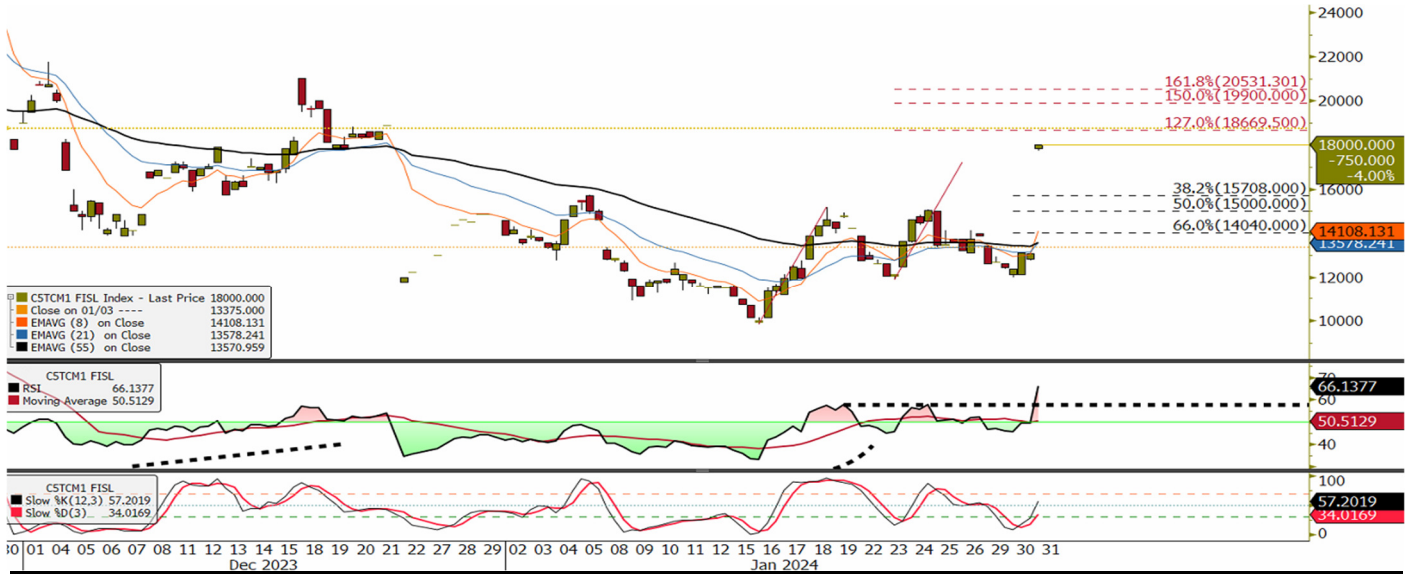 24000
22000
161.8%(20531.301)
150.0%(19900.000)
20000
127.0%(18669.500)
18000.000
-750.000
-4.00%
38.2%(15708.000)
16000
50.0%(15000.000)
66.0%(14040.000)
14108.131
13578.241
12000
10000
C5TCM1 FISL Index - Last Price 18000.000
Close on 01/03 ---- 13375.000
EMAVG (8) on Close 14108.131
EMAVG (21) on Close 13578.241
EMAVG (55) on Close 13570.959
C5TCM1 FISL
RSI 66.1377
Moving Average 50.5129
70
66.1377
60
50.5129
40
C5TCM1 FISL
Slow %K(12,3) 57.2019
Slow %D(3) 34.0169
100
57.2019
34.0169
0
30 01 04 05 06 07 08 11 12 13 14 15 18 19 20 21 22 27 28 29 02 03 04 05 08 09 10 11 12 15 16 17 18 19 22 23 24 25 26 29 30 31
Dec 2023 Jan 2024